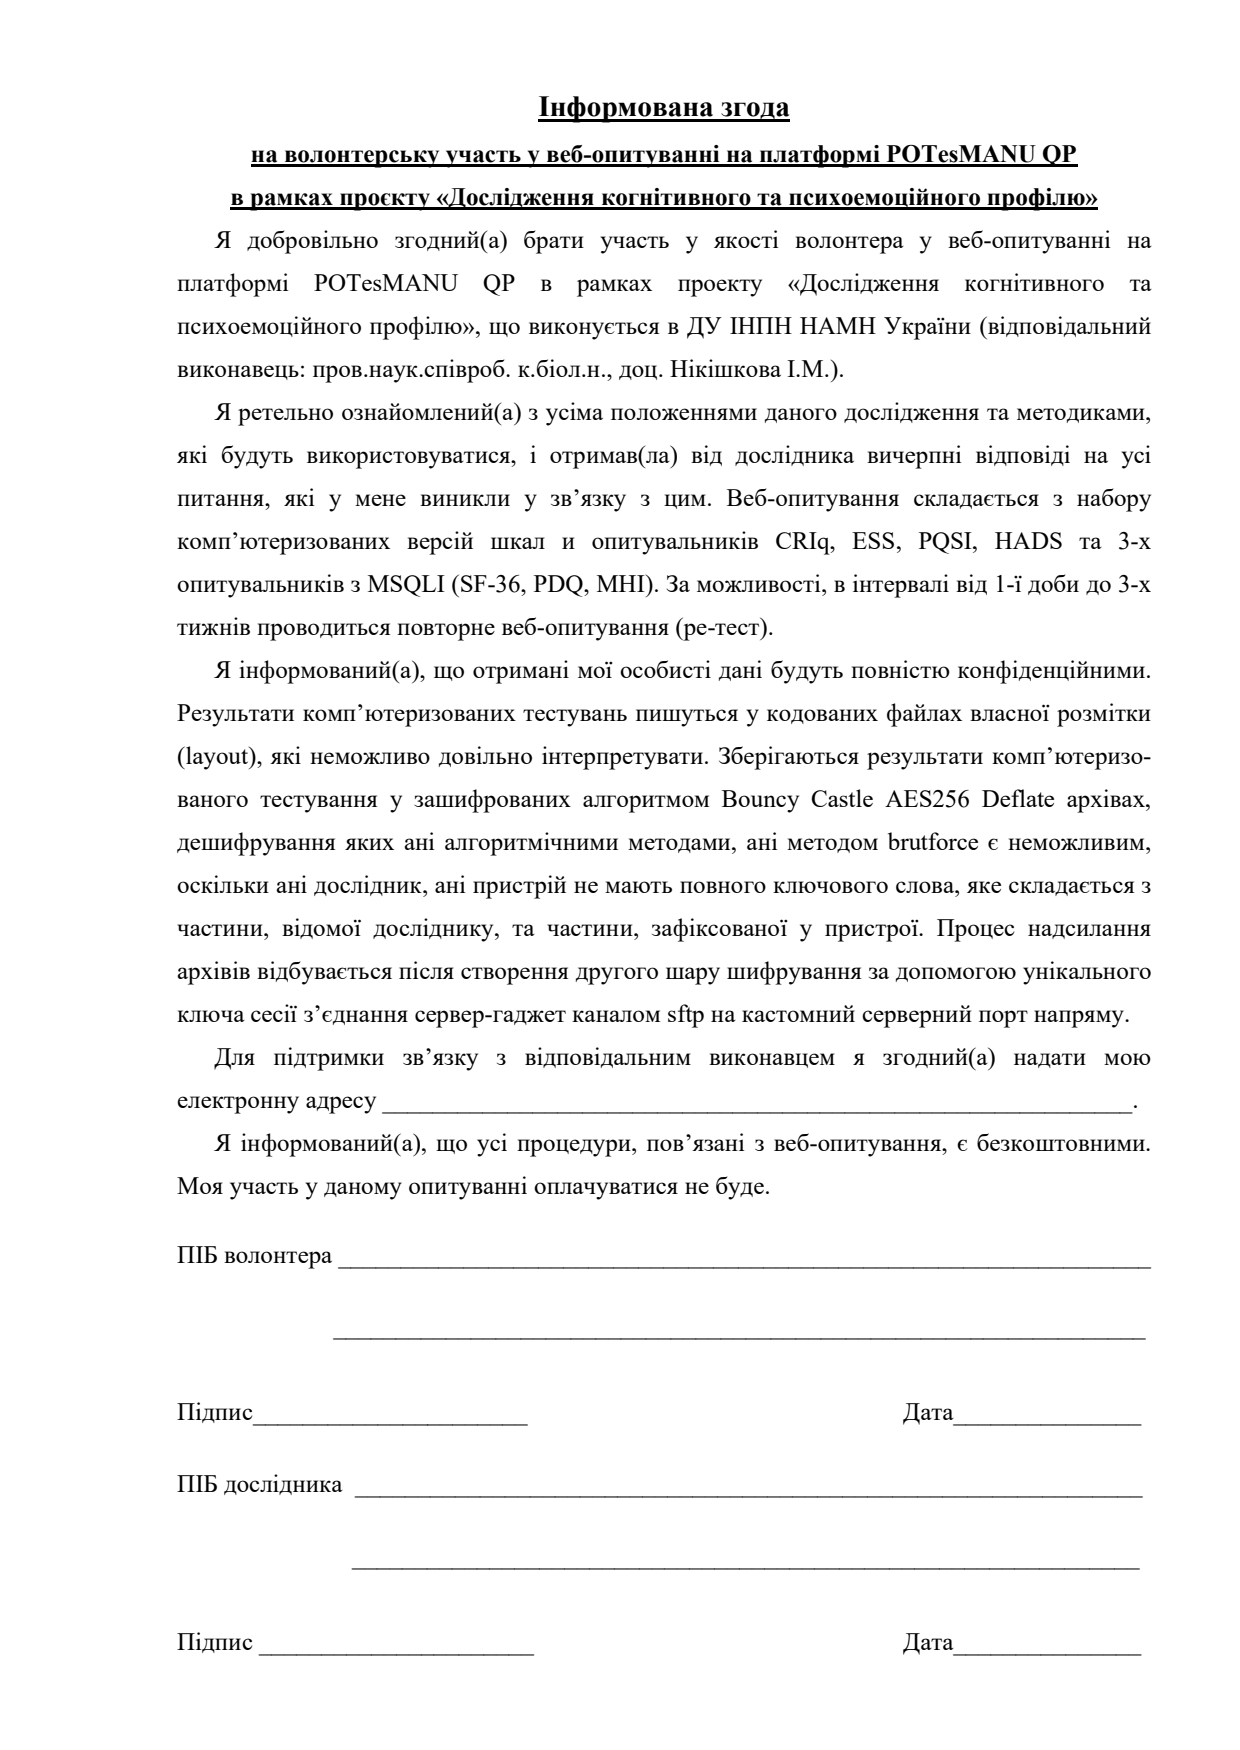 Інформована згода
на волонтерську участь у веб-опитуванні на платформі POTesMANU QP
в рамках проєкту «Дослідження когнітивного та психоемоційного профілю»
Я добровільно згодний(а) брати участь у якості волонтера у веб-опитуванні на
платформі POTesMANU QP в рамках проекту «Дослідження когнітивного та
психоемоційного профілю», що виконується в ДУ ІНПН НАМН України (відповідальний
виконавець: пров.наук.співроб. к.біол.н., доц. Нікішкова І.М.).
Я ретельно ознайомлений(а) з усіма положеннями даного дослідження та методиками,
які будуть використовуватися, і отримав(ла) від дослідника вичерпні відповіді на усі
питання, які у мене виникли у зв’язку з цим. Веб-опитування складається з набору
комп’ютеризованих версій шкал и опитувальників CRIq, ESS, PQSI, HADS та 3-х
опитувальників з MSQLI (SF-36, PDQ, MHI). За можливості, в інтервалі від 1-ї доби до 3-х
тижнів проводиться повторне веб-опитування (ре-тест).
Я інформований(а), що отримані мої особисті дані будуть повністю конфіденційними.
Результати комп’ютеризованих тестувань пишуться у кодованих файлах власної розмітки
(layout), які неможливо довільно інтерпретувати. Зберігаються результати комп’ютеризо-
ваного тестування у зашифрованих алгоритмом Bouncy Castle AES256 Deflate архівах,
дешифрування яких ані алгоритмічними методами, ані методом brutforce є неможливим,
оскільки ані дослідник, ані пристрій не мають повного ключового слова, яке складається з
частини, відомої досліднику, та частини, зафіксованої у пристрої. Процес надсилання
архівів відбувається після створення другого шару шифрування за допомогою унікального
ключа сесії з’єднання сервер-гаджет каналом sftp на кастомний серверний порт напряму.
Для підтримки зв’язку з відповідальним виконавцем я згодний(а) надати мою
електронну адресу ____________________________________________________________.
Я інформований(а), що усі процедури, пов’язані з веб-опитування, є безкоштовними.
Моя участь у даному опитуванні оплачуватися не буде.
ПІБ волонтера _________________________________________________________________
_________________________________________________________________
Підпис______________________ Дата_______________
ПІБ дослідника _______________________________________________________________
_______________________________________________________________
Підпис ______________________ Дата_______________